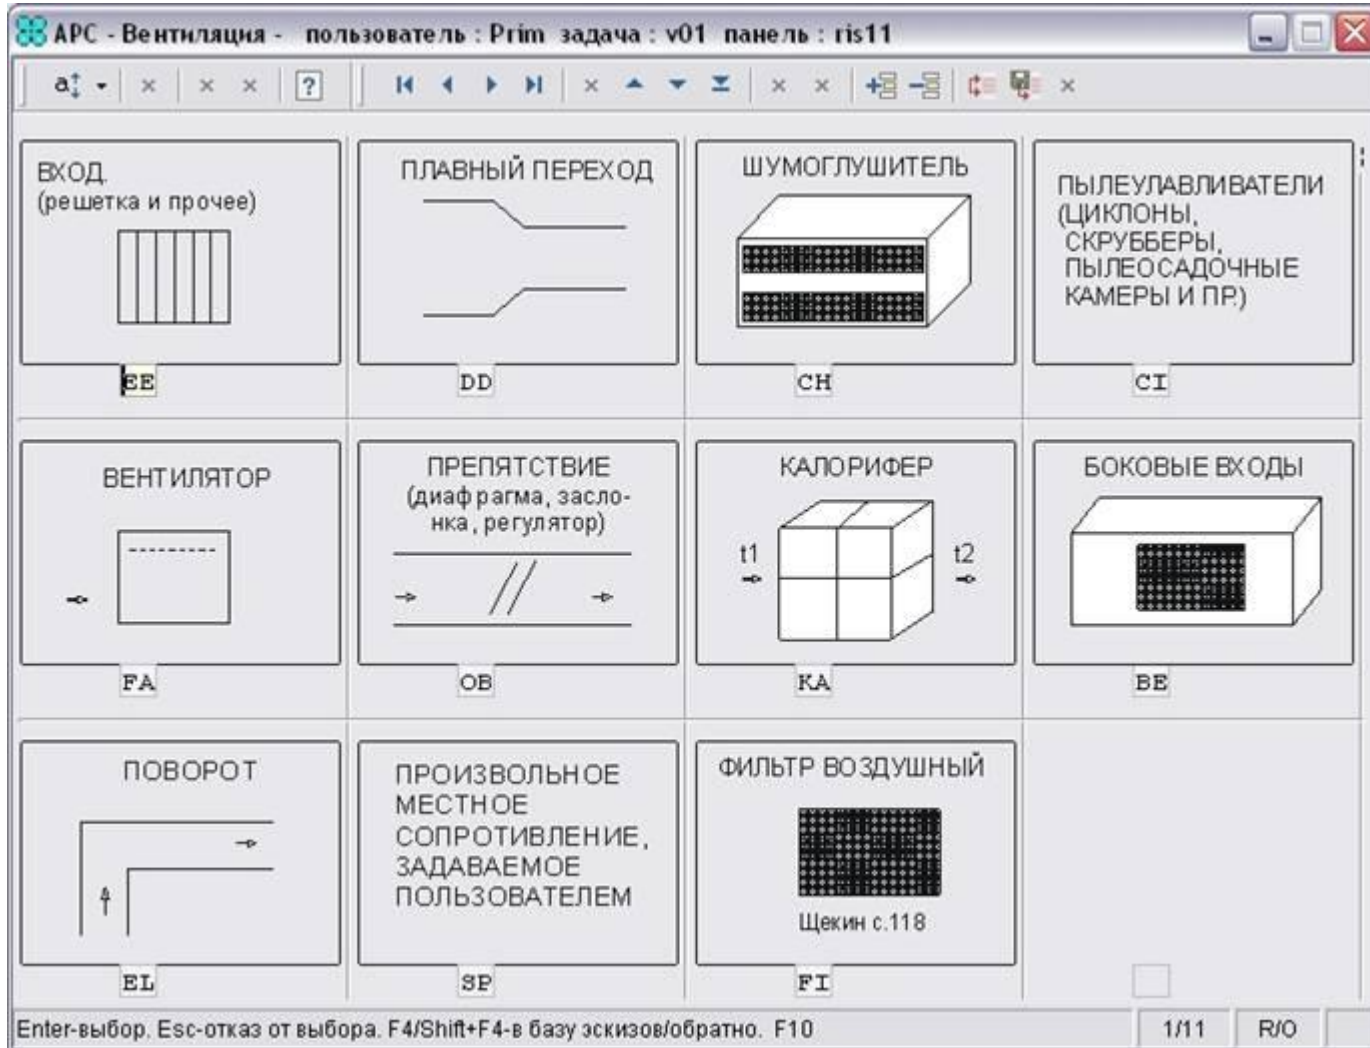 АРС - Вентиляция - пользователь : Prim задача : v01 панель : ris11
a
?
ВХОД
(решетка и прочее)
EE
ПЛАВНЫЙ ПЕРЕХОД
DD
ШУМОГЛУШИТЕЛЬ
CH
ПЫЛЕУЛАВЛИВАТЕЛИ
(ЦИКЛОНЫ,
СКРУББЕРЫ,
ПЫЛЕОСАДОЧНЫЕ
КАМЕРЫ И ПР.)
CI
ВЕНТИЛЯТОР
FA
ПРЕПЯТСТВИЕ
(диафрагма, засло-
нка, регулятор)
OB
КАЛОРИФЕР
t1
t2
KA
БОКОВЫЕ ВХОДЫ
BE
ПОВОРОТ
EL
ПРОИЗВОЛЬНОЕ
МЕСТНОЕ
СОПРОТИВЛЕНИЕ,
ЗАДАВАЕМОЕ
ПОЛЬЗОВАТЕЛЕМ
SP
ФИЛЬТР ВОЗДУШНЫЙ
Щекин с.118
FI
Enter-выбор. Esc-отказ от выбора. F4/Shift+F4-в базу эскизов/обратно. F10
1/11
R/O